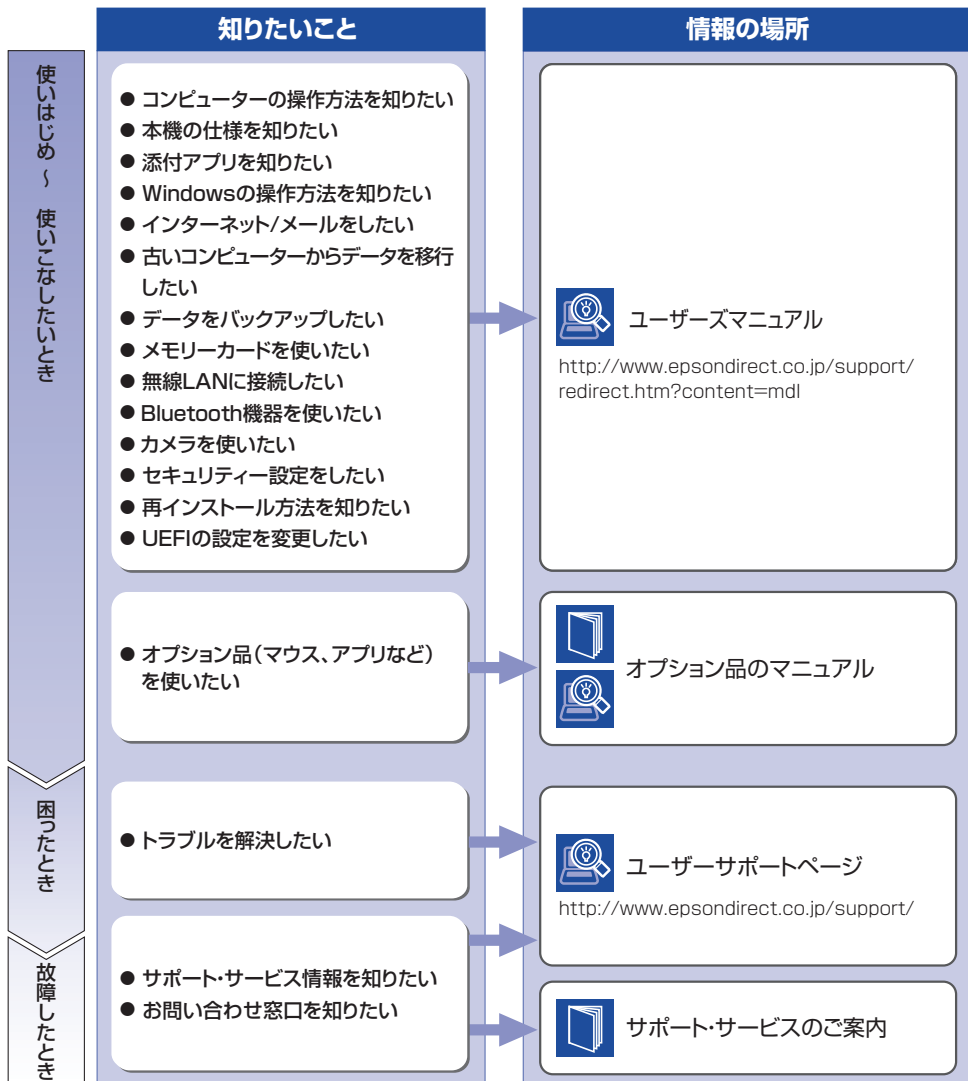 知りたいこと
情報の場所
使いはじめ ～ 使いこなしたいとき
● コンピューターの操作方法を知りたい
● 本機の仕様を知りたい
● 添付アプリを知りたい
● Windowsの操作方法を知りたい
● インターネット/メールをしたい
● 古いコンピューターからデータを移行
したい
● データをバックアップしたい
● メモリーカードを使いたい
● 無線LANに接続したい
● Bluetooth機器を使いたい
● カメラを使いたい
● セキュリティー設定をしたい
● 再インストール方法を知りたい
● UEFIの設定を変更したい
ユーザーズマニュアル
http://www.epsondirect.co.jp/support/
redirect.htm?content=mdl
● オプション品（マウス、アプリなど）
を使いたい
オプション品のマニュアル
困ったとき
● トラブルを解決したい
ユーザーサポートページ
http://www.epsondirect.co.jp/support/
故障したとき
● サポート・サービス情報を知りたい
● お問い合わせ窓口を知りたい
サポート・サービスのご案内